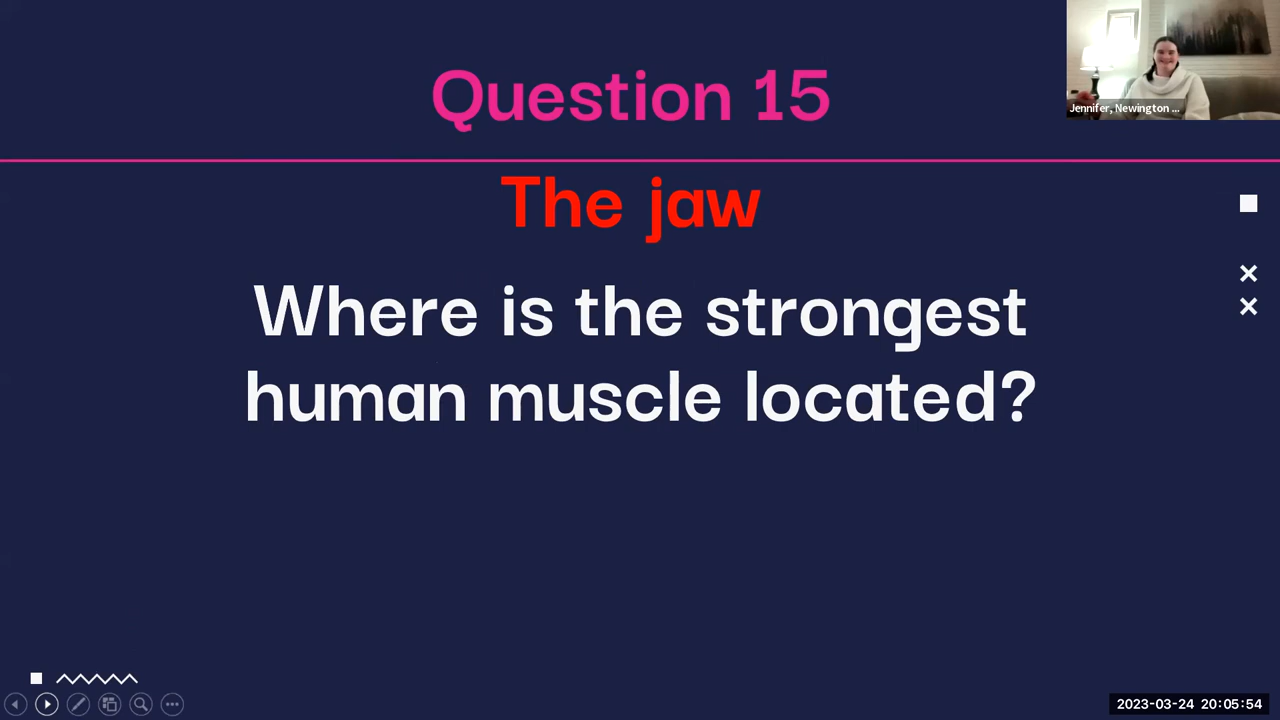 Question 15
Jennifer, Newington ...
The jaw
Where is the strongest
human muscle located?
2023-03-24 20:05:54